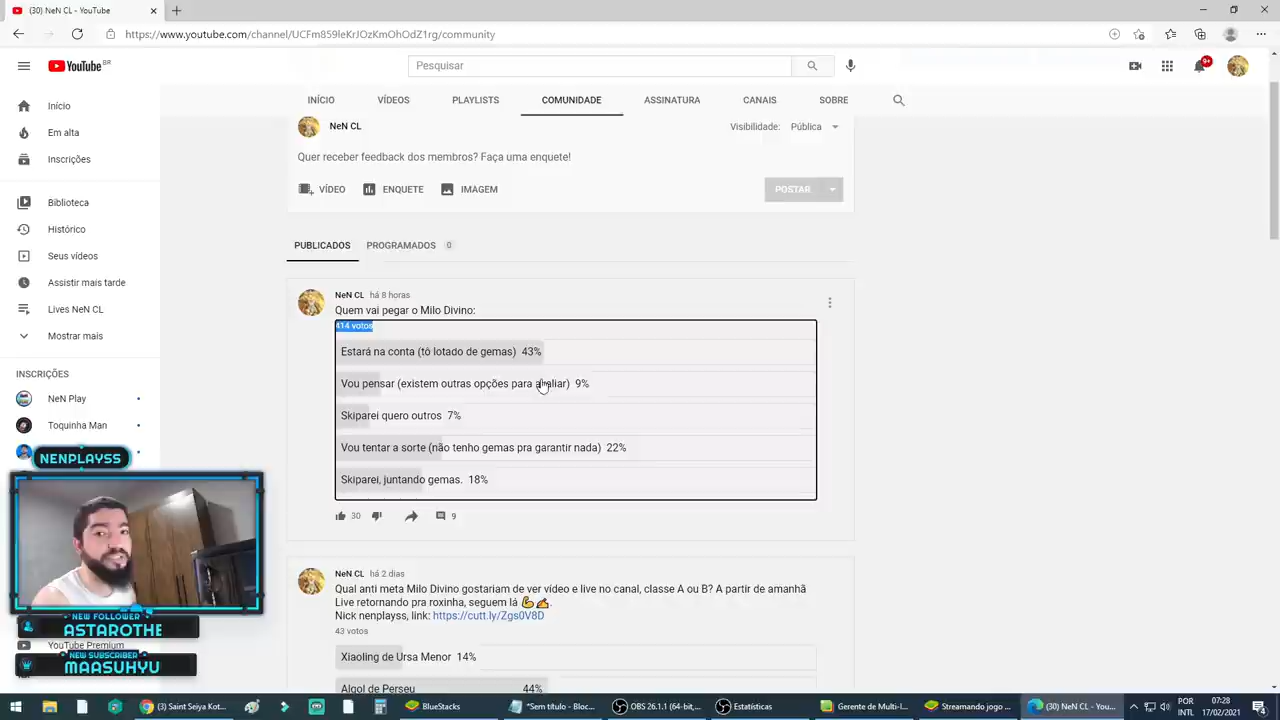 (30) NeN CL - YouTube
https://www.youtube.com/channel/UCFm859leKrJOzKmOhOdZ1rg/community
YouTube BR
Pesquisar
9+
INÍCIO VÍDEOS PLAYLISTS COMUNIDADE ASSINATURA CANAIS SOBRE
Início
Em alta
Inscrições
Biblioteca
Histórico
Seus vídeos
Assistir mais tarde
Lives NeN CL
Mostrar mais
INSCRIÇÕES
NeN Play
Toquinha Man
NENPLAYSS
NEW FOLLOWER
ASTAROTHE
YouTube Premium
NEW SUBSCRIBER
MAASUHYU
NeN CL
Visibilidade: Pública
Quer receber feedback dos membros? Faça uma enquete!
VÍDEO ENQUETE IMAGEM
POSTAR
PUBLICADOS PROGRAMADOS 0
NeN CL há 8 horas
Quem vai pegar o Milo Divino:
414 votos
Estará na conta (tô lotado de gemas) 43%
Vou pensar (existem outras opções para avaliar) 9%
Skiparei quero outros 7%
Vou tentar a sorte (não tenho gemas pra garantir nada) 22%
Skiparei, juntando gemas. 18%
30 9
NeN CL há 2 dias
Qual anti meta Milo Divino gostariam de ver vídeo e live no canal, classe A ou B? A partir de amanhã
Live retornando pra roxinha, seguem lá 💪✍.
Nick nenplayss, link: https://cutt.ly/Zgs0V8D
43 votos
Xiaoling de Ursa Menor 14%
Algol de Perseu 44%
(3) Saint Seiya Kot...
BlueStacks
*Sem título - Bloc...
OBS 26.1.1 (64-bit,...
Estatísticas
Gerente de Multi-I...
Streamando jogo ...
(30) NeN CL - You...
POR
INTL
07:28
17/02/2021